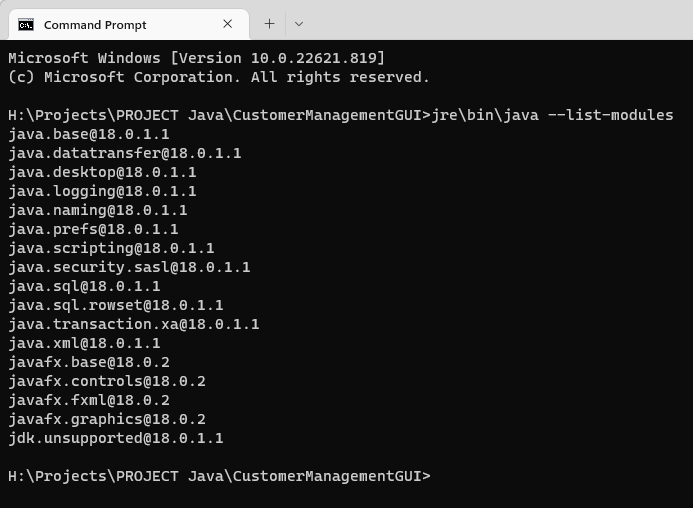 Command Prompt
Microsoft Windows [Version 10.0.22621.819]
(c) Microsoft Corporation. All rights reserved.
H:\Projects\PROJECT Java\CustomerManagementGUI>jre\bin\java --list-modules
java.base@18.0.1.1
java.datatransfer@18.0.1.1
java.desktop@18.0.1.1
java.logging@18.0.1.1
java.naming@18.0.1.1
java.prefs@18.0.1.1
java.scripting@18.0.1.1
java.security.sasl@18.0.1.1
java.sql@18.0.1.1
java.sql.rowset@18.0.1.1
java.transaction.xa@18.0.1.1
java.xml@18.0.1.1
javafx.base@18.0.2
javafx.controls@18.0.2
javafx.fxml@18.0.2
javafx.graphics@18.0.2
jdk.unsupported@18.0.1.1
H:\Projects\PROJECT Java\CustomerManagementGUI>